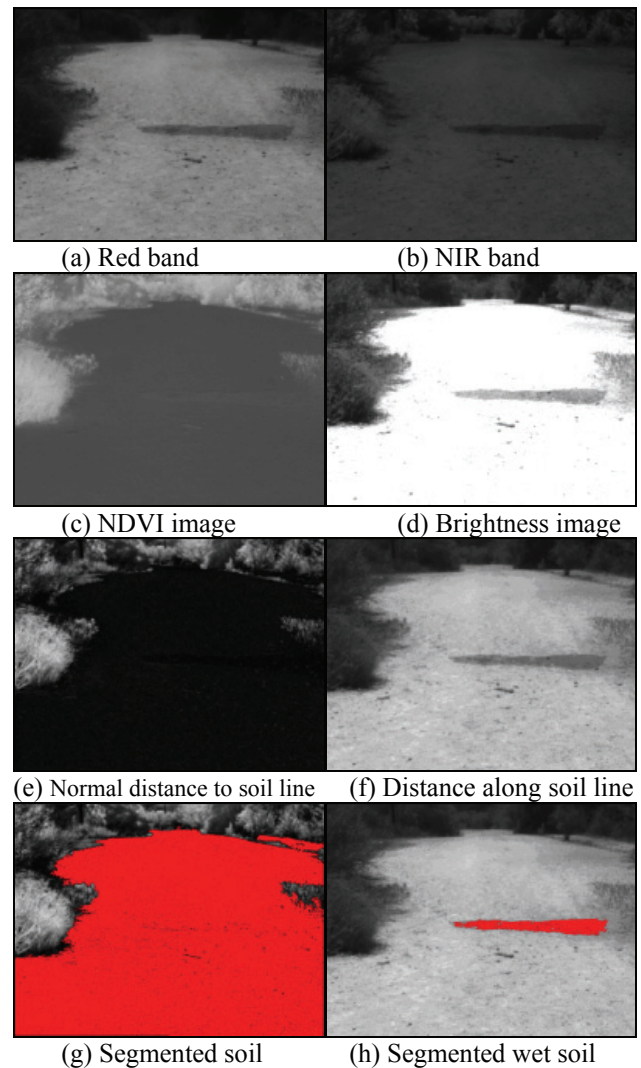 (a) Red band
(b) NIR band
(c) NDVI image
(d) Brightness image
(e) Normal distance to soil line
(f) Distance along soil line
(g) Segmented soil
(h) Segmented wet soil